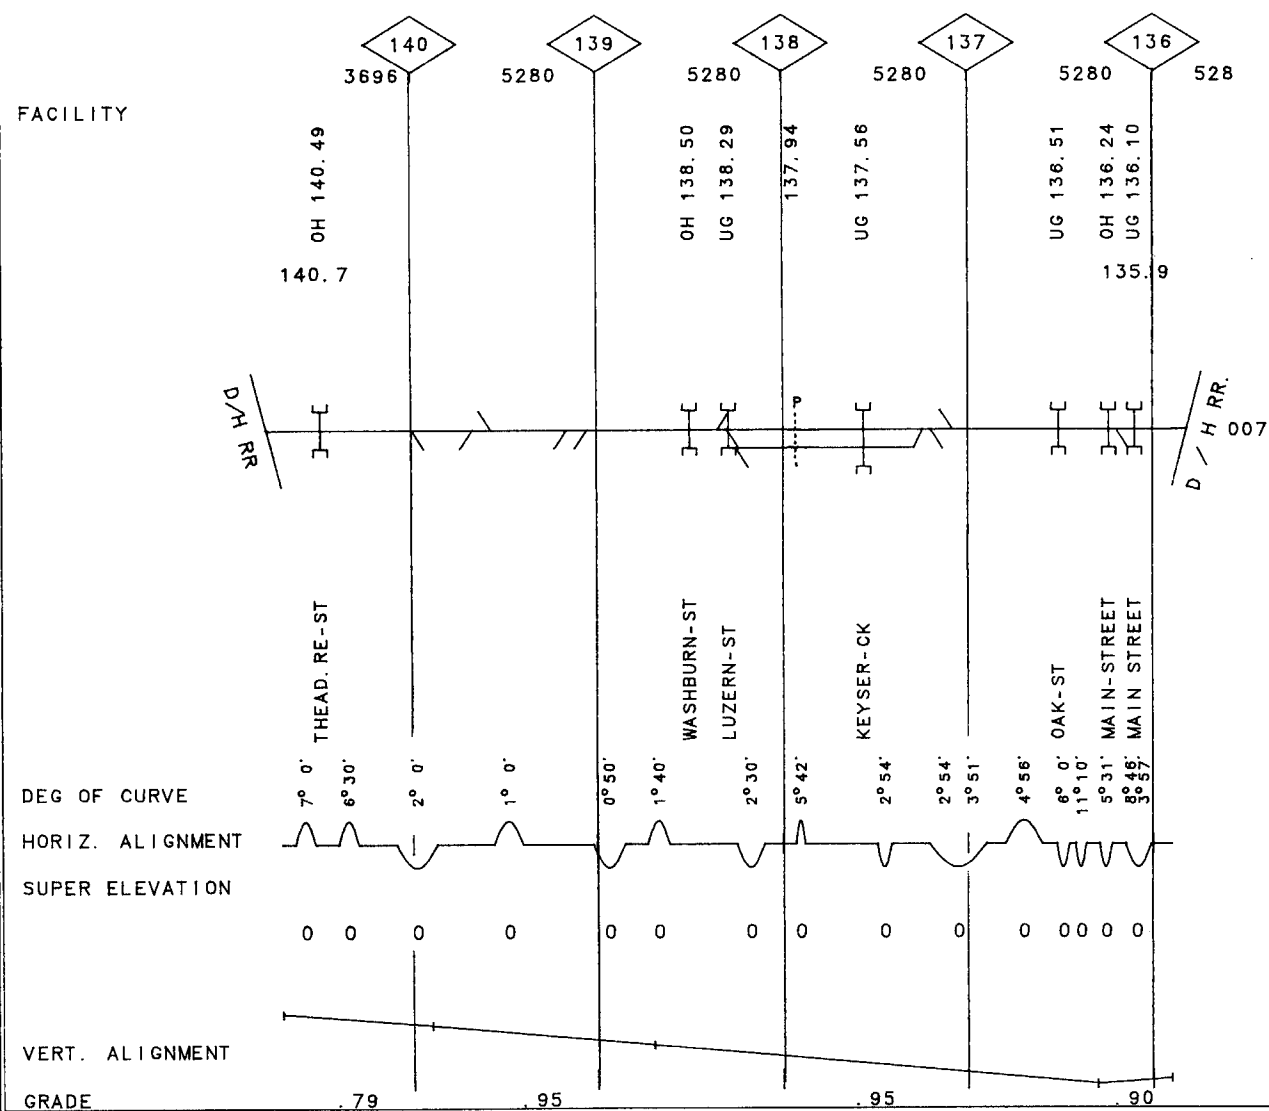 140 139 138 137 136
3696 5280 5280 5280 5280 528
FACILITY
OH 140.49
OH 138.50
UG 138.29
137.94
UG 137.56
UG 136.51
OH 136.24
UG 136.10
140.7
135.9
D/H RR
P
D/H RR.
007
THEAD.RE-ST
WASHBURN-ST
LUZERN-ST
KEYSER-CK
OAK-ST
MAIN-STREET
MAIN STREET
DEG OF CURVE
7° 0'
6°30'
2° 0'
1° 0'
0°50'
1°40'
2°30'
5°42'
2°54'
2°54'
3°51'
4°56'
6° 0'
11°10'
5°31'
8°46'
3°57'
HORIZ. ALIGNMENT
SUPER ELEVATION
0 0 0 0 0 0 0 0 0 0 0 0 0 0 0
VERT. ALIGNMENT
GRADE .79 .95 .95 .90